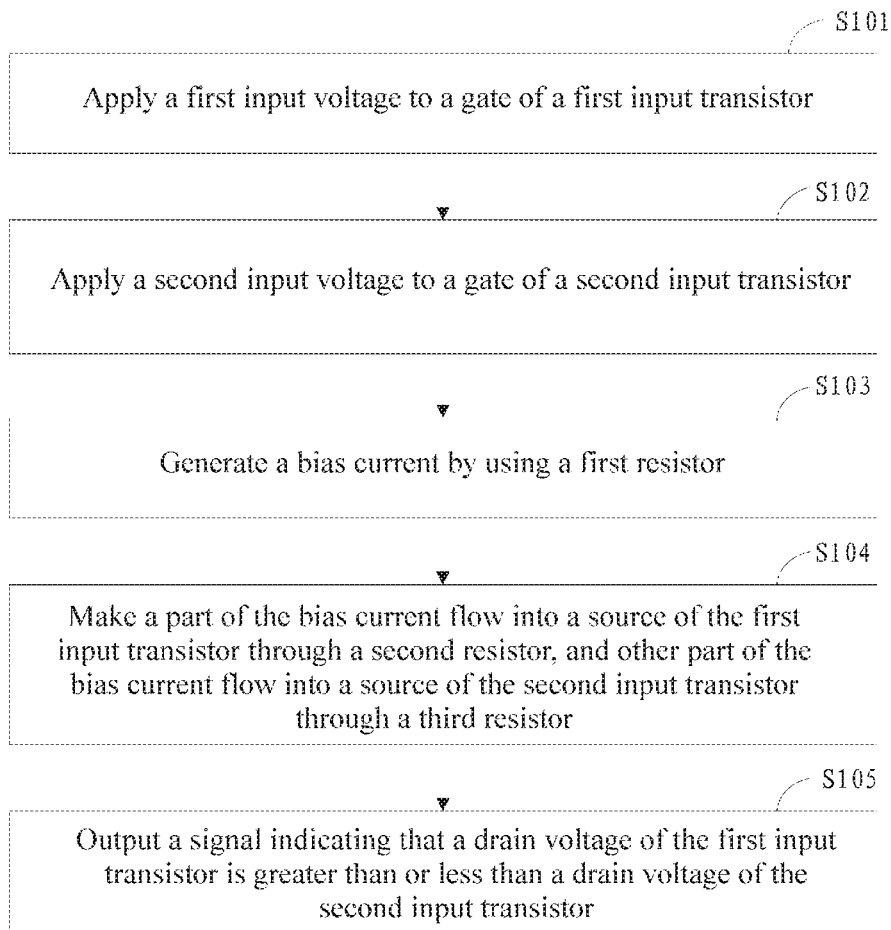 S101
Apply a first input voltage to a gate of a first input transistor
S102
Apply a second input voltage to a gate of a second input transistor
S103
Generate a bias current by using a first resistor
S104
Make a part of the bias current flow into a source of the first
input transistor through a second resistor, and other part of the
bias current flow into a source of the second input transistor
through a third resistor
S105
Output a signal indicating that a drain voltage of the first input
transistor is greater than or less than a drain voltage of the
second input transistor